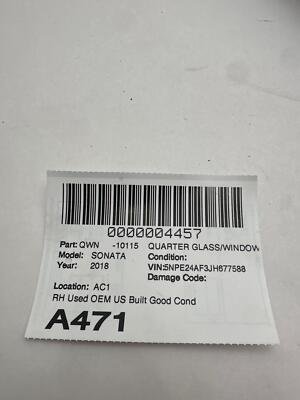 0000004457
Part: QWN -10115 QUARTER GLASS/WINDOW
Model: SONATA Condition:
Year: 2018 VIN:5NPE24AF3JH677588
Damage Code:
Location: AC1
RH Used OEM US Built Good Cond
A471